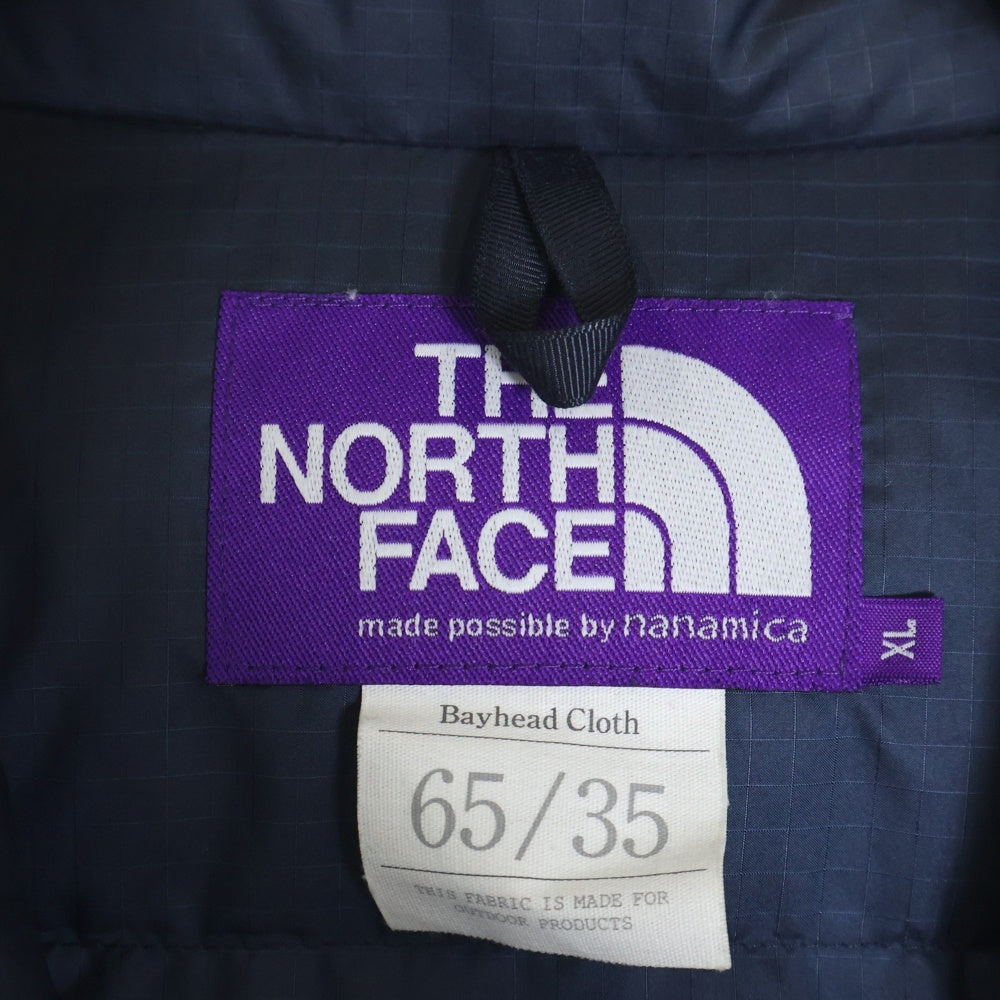 THE
NORTH
FACE
made possible by nanamica
XL
Bayhead Cloth
65/35
THIS FABRIC IS MADE FOR
OUTDOOR PRODUCTS